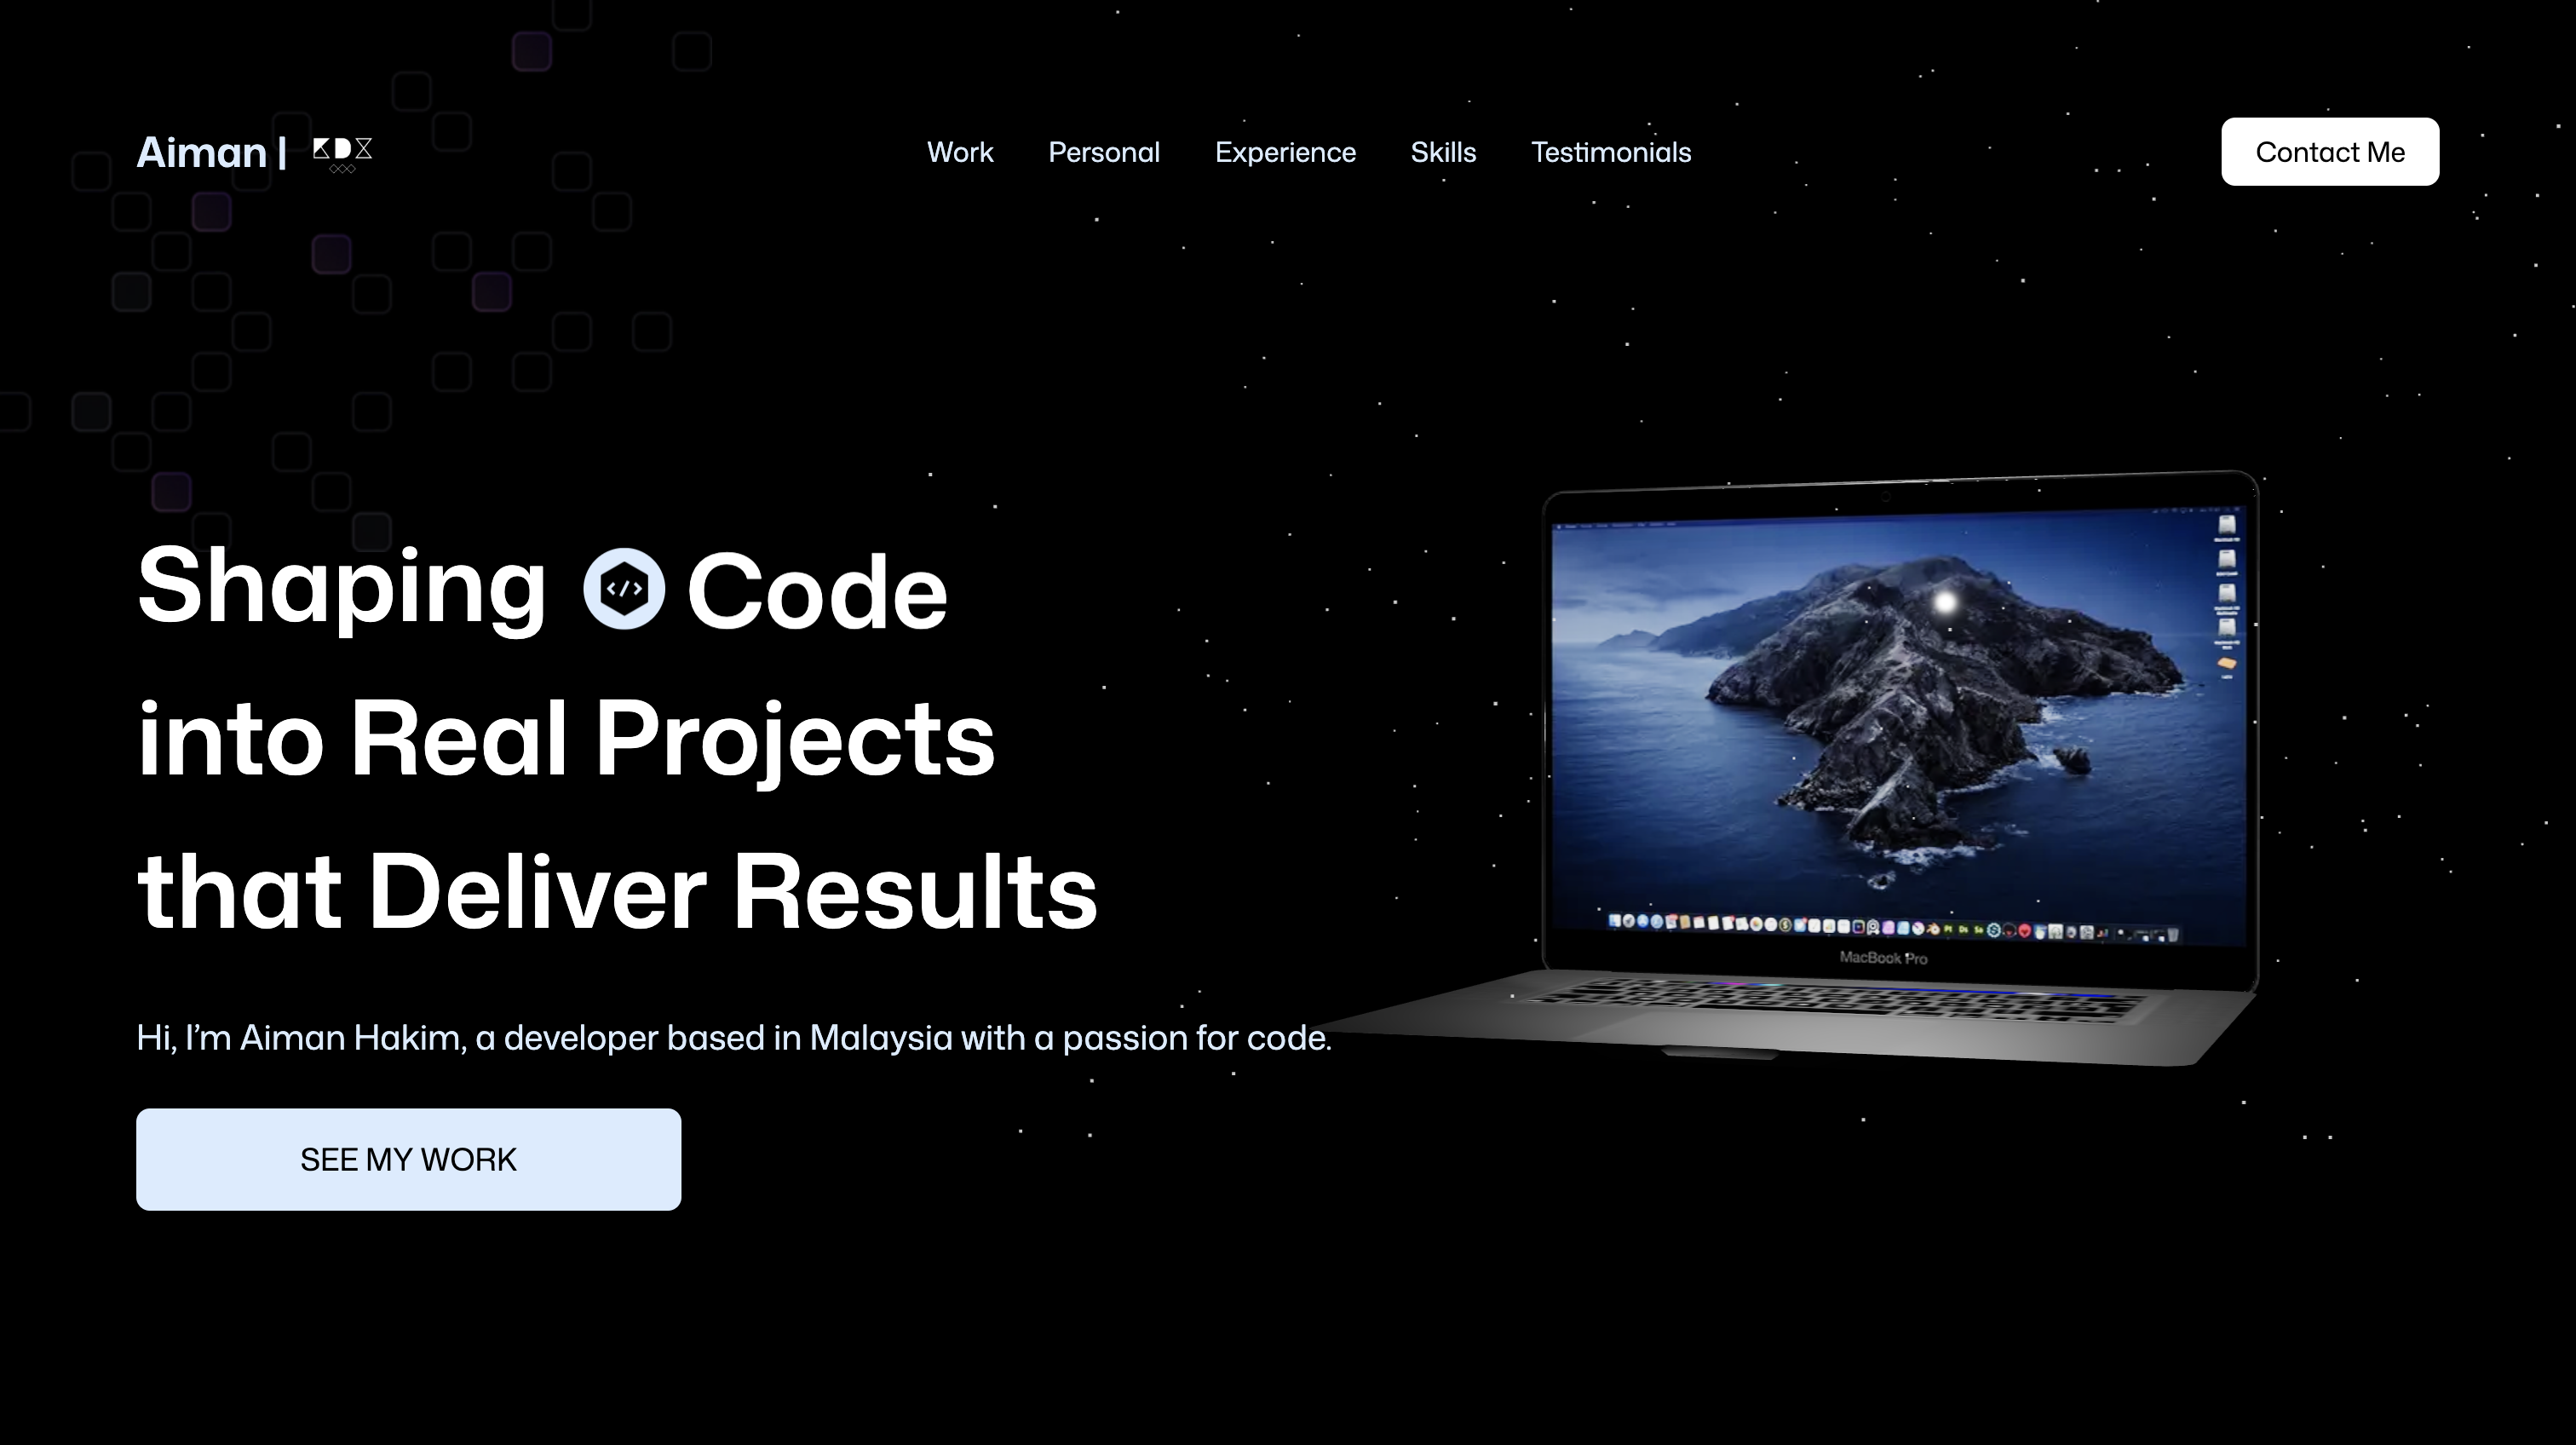 Aiman | KDX
Work Personal Experience Skills Testimonials
Contact Me
Shaping Code
into Real Projects
that Deliver Results
Hi, I’m Aiman Hakim, a developer based in Malaysia with a passion for code.
SEE MY WORK
MacBook Pro